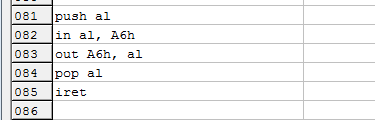 081 push al
082 in al, A6h
083 out A6h, al
084 pop al
085 iret
086